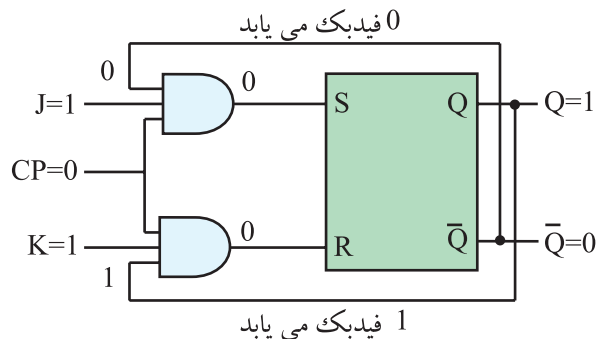 0 فیدبک می یابد
0
0
J=1
S
Q
Q=1
CP=0
0
K=1
R
Q̅
Q̅=0
1
1 فیدبک می یابد